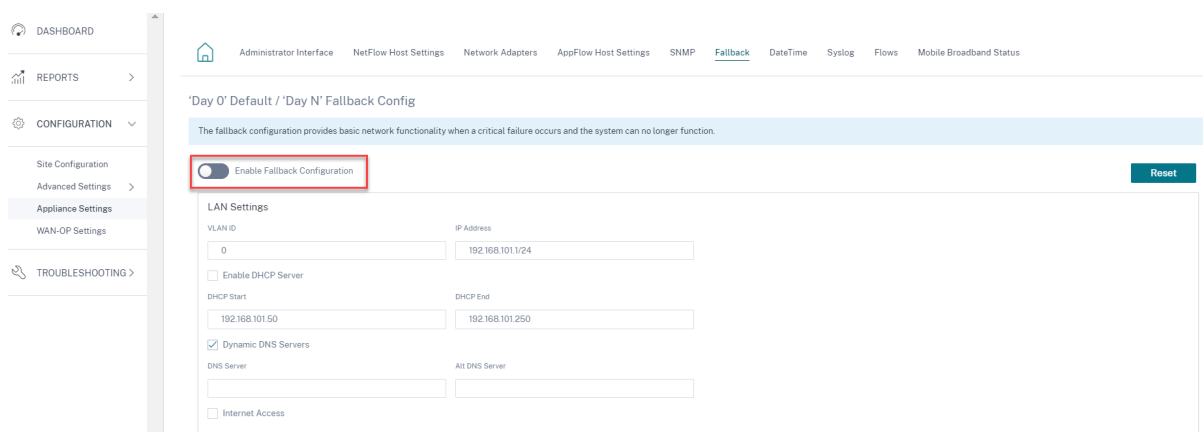 DASHBOARD
REPORTS
CONFIGURATION
Site Configuration
Advanced Settings
Appliance Settings
WAN-OP Settings
TROUBLESHOOTING
Administrator Interface NetFlow Host Settings Network Adapters AppFlow Host Settings SNMP Fallback DateTime Syslog Flows Mobile Broadband Status
'Day 0' Default / 'Day N' Fallback Config
The fallback configuration provides basic network functionality when a critical failure occurs and the system can no longer function.
Enable Fallback Configuration
Reset
LAN Settings
VLAN ID IP Address
0 192.168.101.1/24
Enable DHCP Server
DHCP Start DHCP End
192.168.101.50 192.168.101.250
Dynamic DNS Servers
DNS Server Alt DNS Server
Internet Access